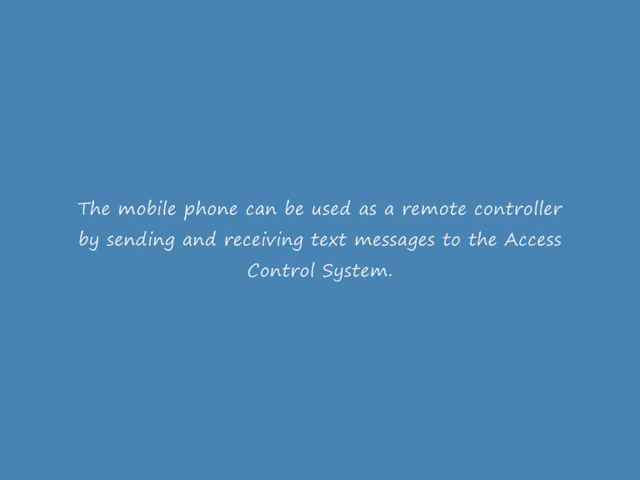 The mobile phone can be used as a remote controller
by sending and receiving text messages to the Access
Control System.